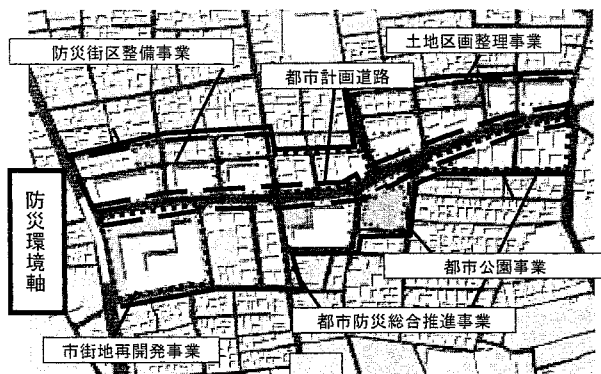 防災街区整備事業
土地区画整理事業
都市計画道路
防災環境軸
都市公園事業
都市防災総合推進事業
市街地再開発事業